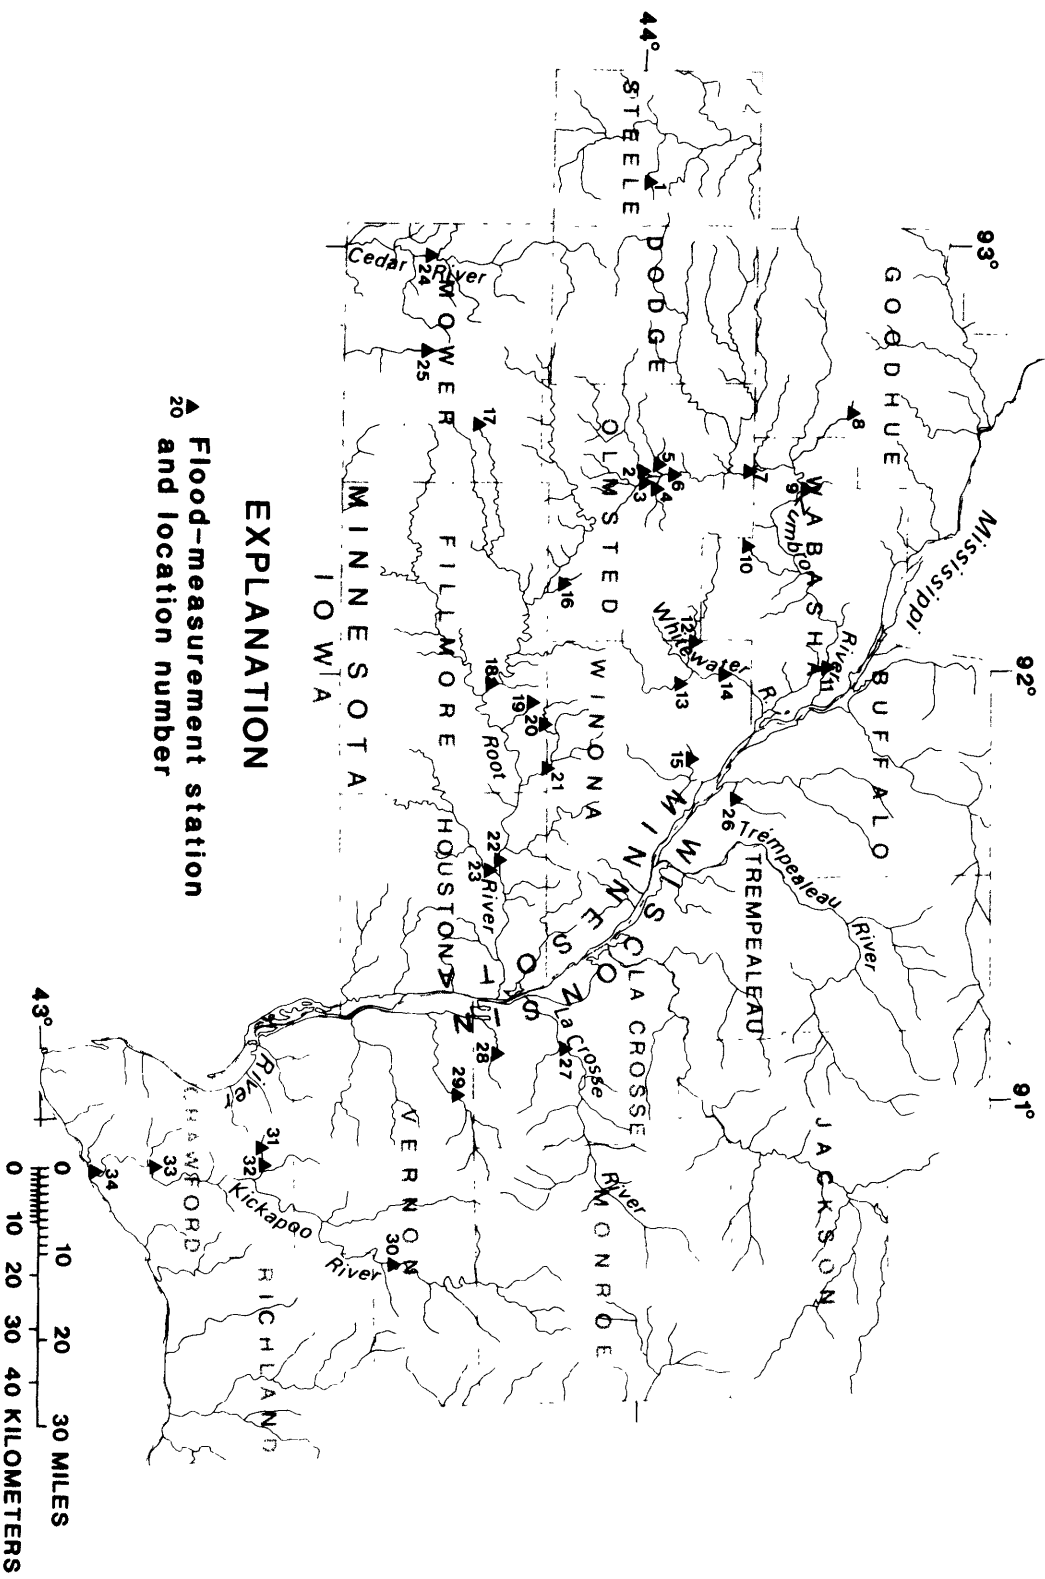 93°
92°
91°
44°
43°
Mississippi
GOODHUE
WABASHA
BUFFALO
TREMPEALEAU
JACKSON
STEELE
DODGE
OLMSTED
WINONA
LA CROSSE
MONROE
MOWER
FILLMORE
HOUSTON
VERNON
CRAWFORD
RICHLAND
MINNESOTA
IOWA
WISCONSIN
MINNESOTA
Zumbro
River
Whitewater
R.
Trempealeau
River
Cedar
River
Root
River
La Crosse
River
Kickapoo
River
River
1
2
3
4
5
6
7
8
9
10
11
12
13
14
15
16
17
18
19
20
21
22
23
24
25
26
27
28
29
30
31
32
33
34
EXPLANATION
20 Flood-measurement station
and location number
0 10 20 30 MILES
0 10 20 30 40 KILOMETERS